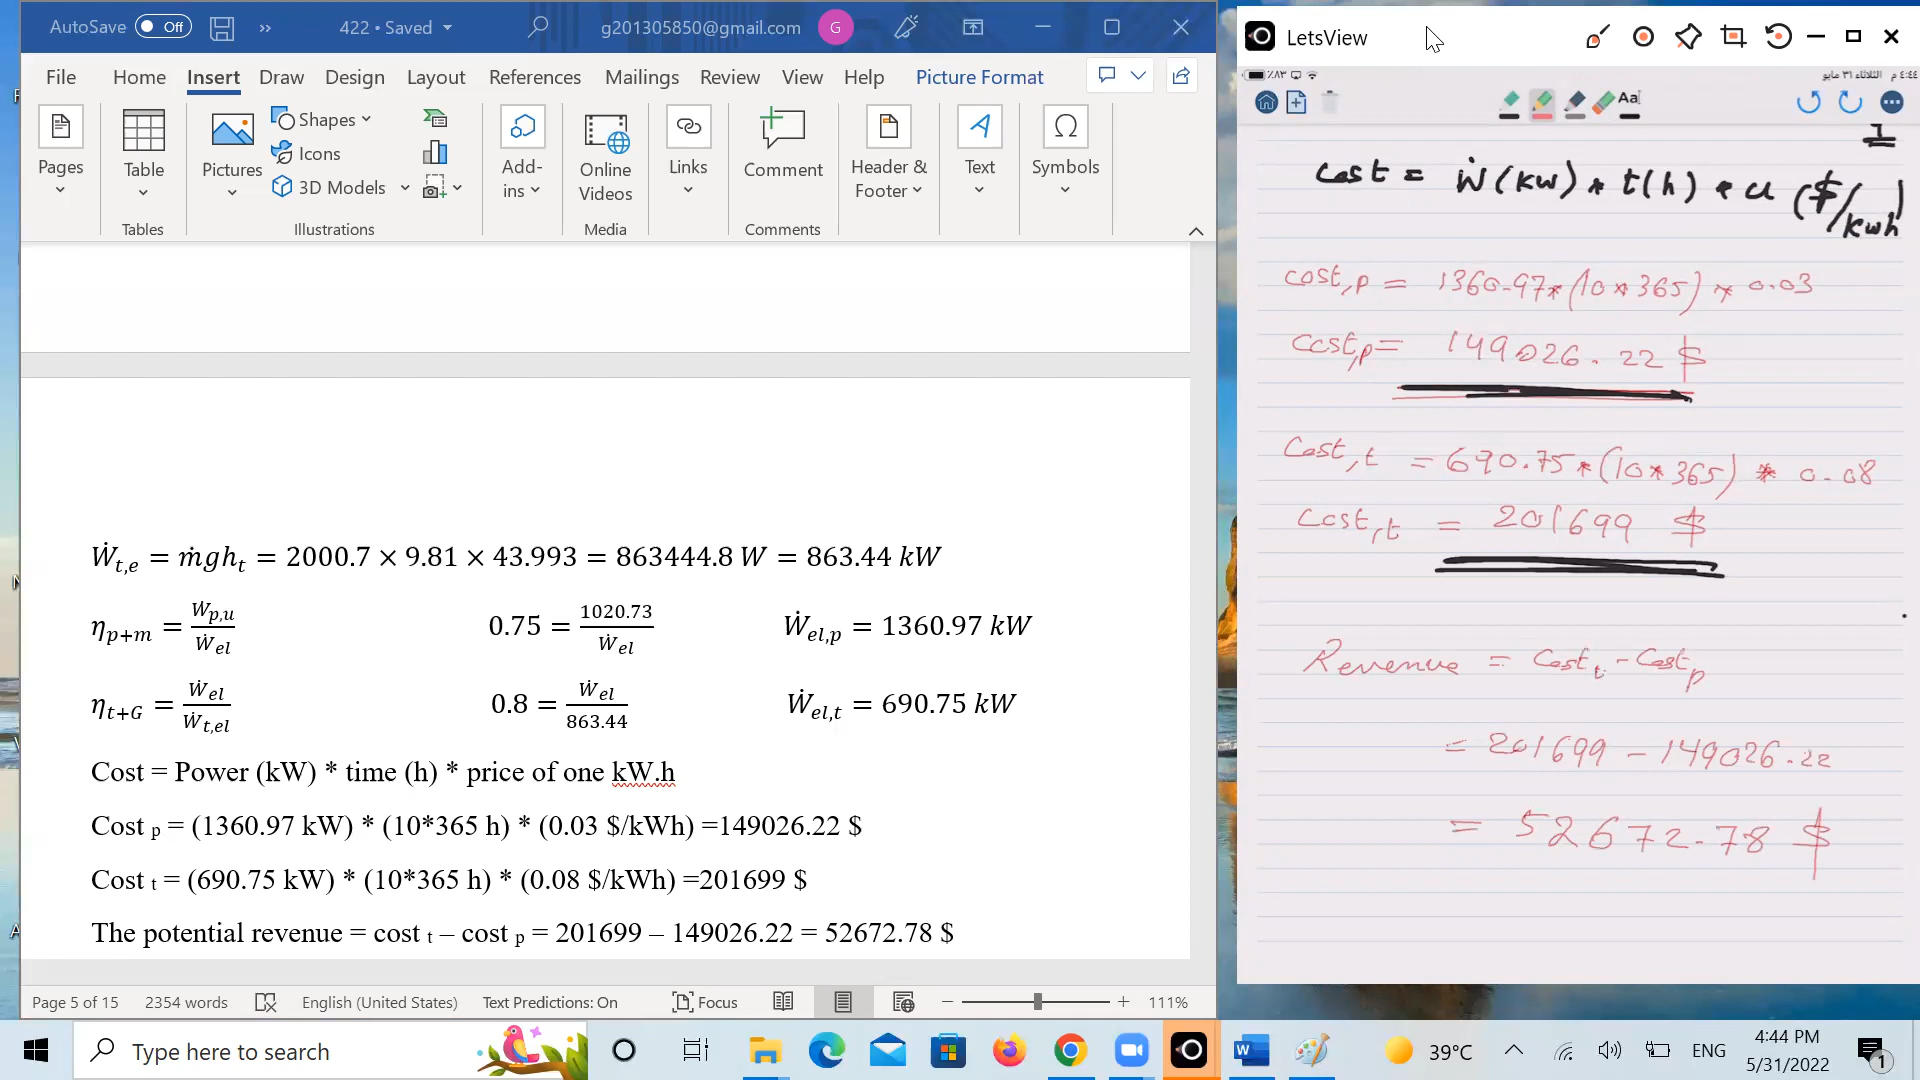 AutoSave Off 422 • Saved g201305850@gmail.com G
File Home Insert Draw Design Layout References Mailings Review View Help Picture Format
Pages
Table
Tables
Pictures
Shapes
Icons
3D Models
Illustrations
Add-ins
Online Videos
Media
Links
Comment
Comments
Header & Footer
Text
Symbols
Ẇt,e = ṁght = 2000.7 × 9.81 × 43.993 = 863444.8 W = 863.44 kW
ηp+m = Ẇp,u / Ẇel 0.75 = 1020.73 / Ẇel Ẇel,p = 1360.97 kW
ηt+G = Ẇel / Ẇt,el 0.8 = Ẇel / 863.44 Ẇel,t = 690.75 kW
Cost = Power (kW) * time (h) * price of one kW.h
Cost p = (1360.97 kW) * (10*365 h) * (0.03 $/kWh) =149026.22 $
Cost t = (690.75 kW) * (10*365 h) * (0.08 $/kWh) =201699 $
The potential revenue = cost t – cost p = 201699 – 149026.22 = 52672.78 $
Page 5 of 15 2354 words English (United States) Text Predictions: On Focus 111%
LetsView
٪٨٣ ٤:٤٤ م الثلاثاء ٣١ مايو
Aa
cost = Ẇ(kw) * t(h) * u ($/kwh)
cost,p = 1360.97*(10*365) * 0.03
cost,p= 149026.22 $
Cost,t = 690.75*(10*365) * 0.08
Cost,t = 201699 $
Revenue = Cost t - Cost p
= 201699 - 149026.22
= 52672.78 $
Type here to search
39°C ENG
4:44 PM
5/31/2022
1